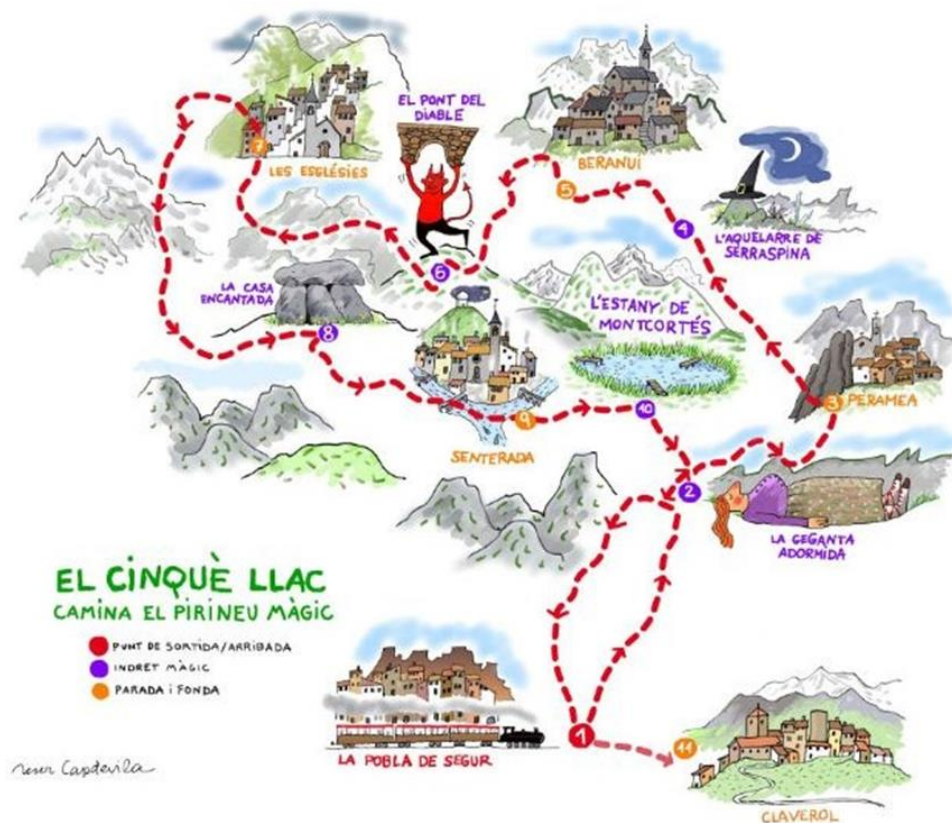 EL PONT DEL
DIABLE
7
LES ESGLÉSIES
BERANUI
5
4
L'AQUELARRE DE
SERRASPINA
6
LA CASA
ENCANTADA
8
L'ESTANY DE
MONTCORTÉS
3
PERAMEA
9
10
SENTERADA
2
LA GEGANTA
ADORMIDA
EL CINQUÈ LLAC
CAMINA EL PIRINEU MÀGIC
PUNT DE SORTIDA/ARRIBADA
INDRET MÀGIC
PARADA i FONDA
1
11
LA POBLA DE SEGUR
Capdevila
CLAVEROL